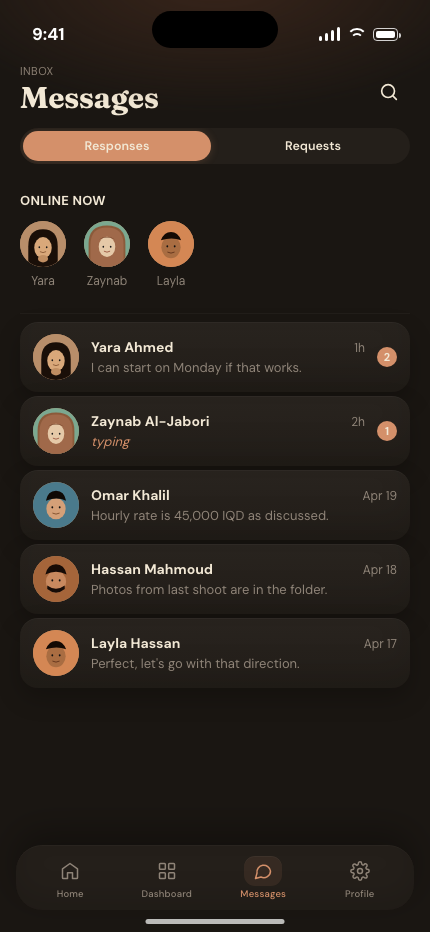 9:41
INBOX
Messages
Responses
Requests
ONLINE NOW
Yara
Zaynab
Layla
Yara Ahmed
1h
I can start on Monday if that works.
2
Zaynab Al-Jabori
2h
typing
1
Omar Khalil
Apr 19
Hourly rate is 45,000 IQD as discussed.
Hassan Mahmoud
Apr 18
Photos from last shoot are in the folder.
Layla Hassan
Apr 17
Perfect, let's go with that direction.
Home
Dashboard
Messages
Profile